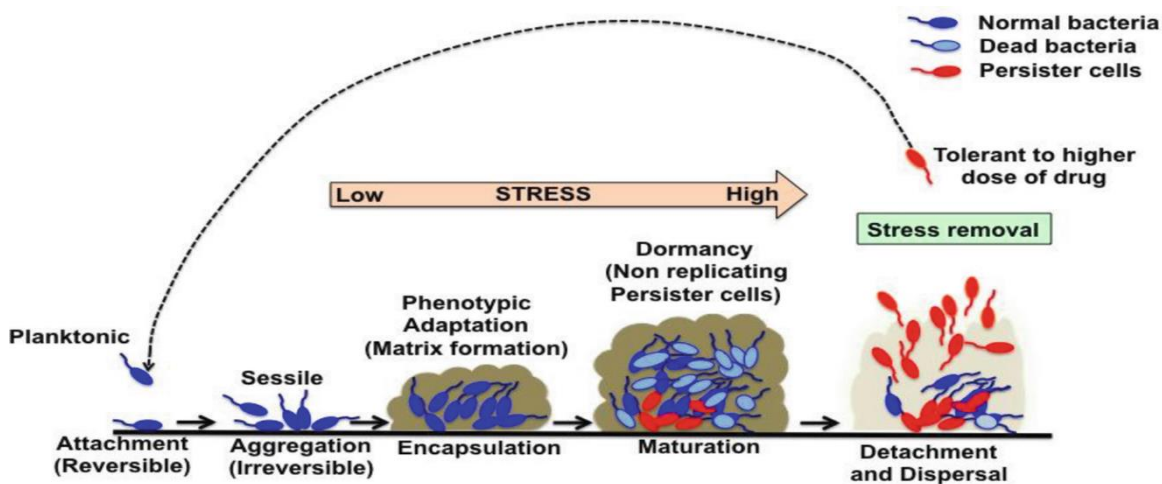 Normal bacteria
Dead bacteria
Persister cells
Tolerant to higher
dose of drug
Low STRESS High
Stress removal
Dormancy
(Non replicating
Persister cells)
Phenotypic
Adaptation
(Matrix formation)
Planktonic
Sessile
Attachment
(Reversible)
Aggregation
(Irreversible)
Encapsulation
Maturation
Detachment
and Dispersal